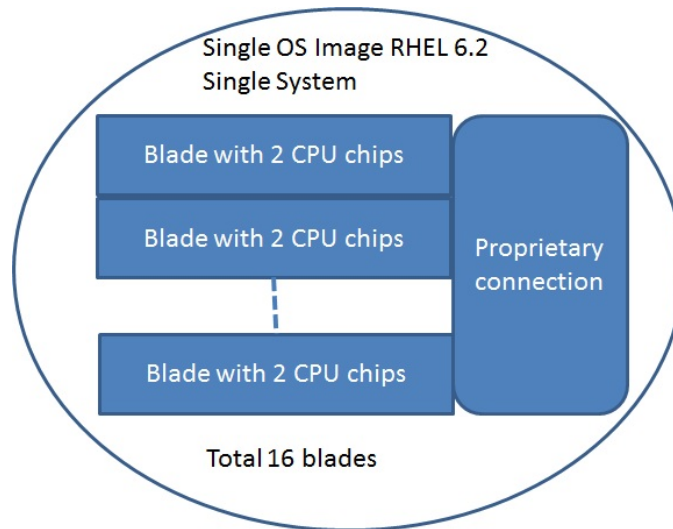 Single OS Image RHEL 6.2
Single System
Blade with 2 CPU chips
Blade with 2 CPU chips
Proprietary
connection
Blade with 2 CPU chips
Total 16 blades